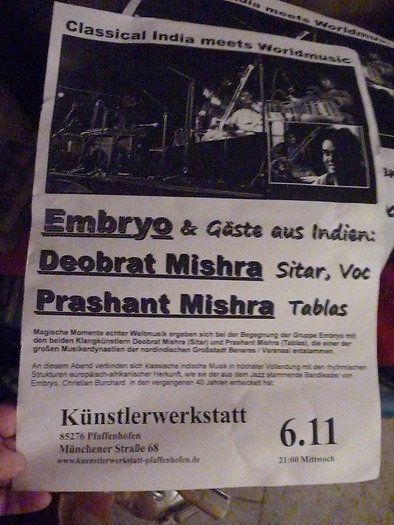 dia meets Worldmusic
Classical India meets Worldmusic
Embryo & Gäste aus Indien:
Deobrat Mishra Sitar, Voc
Prashant Mishra Tablas
Magische Momente echter Weltmusik ergeben sich bei der Begegnung der Gruppe Embryo mit
den beiden Klangkünstlern Deobrat Mishra (Sitar) und Prashant Mishra (Tablas), die einer der
großen Musikerdynastien der nordindischen Großstadt Benares / Varanasi entstammen.
An diesem Abend verbinden sich klassische indische Musik in höchster Vollendung mit den rhythmischen
Strukturen europäisch-afrikanischer Herkunft, wie sie der aus dem Jazz stammende Bandleader von
Embryo, Christian Burchard in den vergangenen 40 Jahren entwickelt hat.
Künstlerwerkstatt
85276 Pfaffenhofen
Münchener Straße 68
www.kuenstlerwerkstatt-pfaffenhofen.de
6.11
21:00 Mittwoch